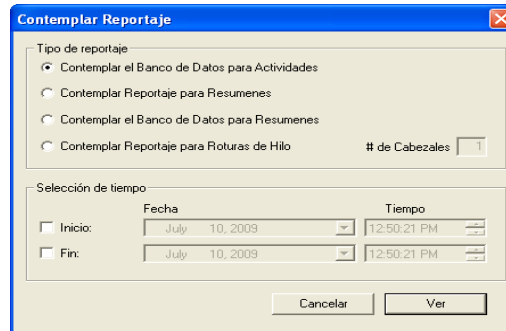 Contemplar Reportaje
Tipo de reportaje
Contemplar el Banco de Datos para Actividades
Contemplar Reportaje para Resumenes
Contemplar el Banco de Datos para Resumenes
Contemplar Reportaje para Roturas de Hilo # de Cabezales 1
Selección de tiempo
Fecha Tiempo
Inicio: July 10, 2009 12:50:21 PM
Fin: July 10, 2009 12:50:21 PM
Cancelar Ver